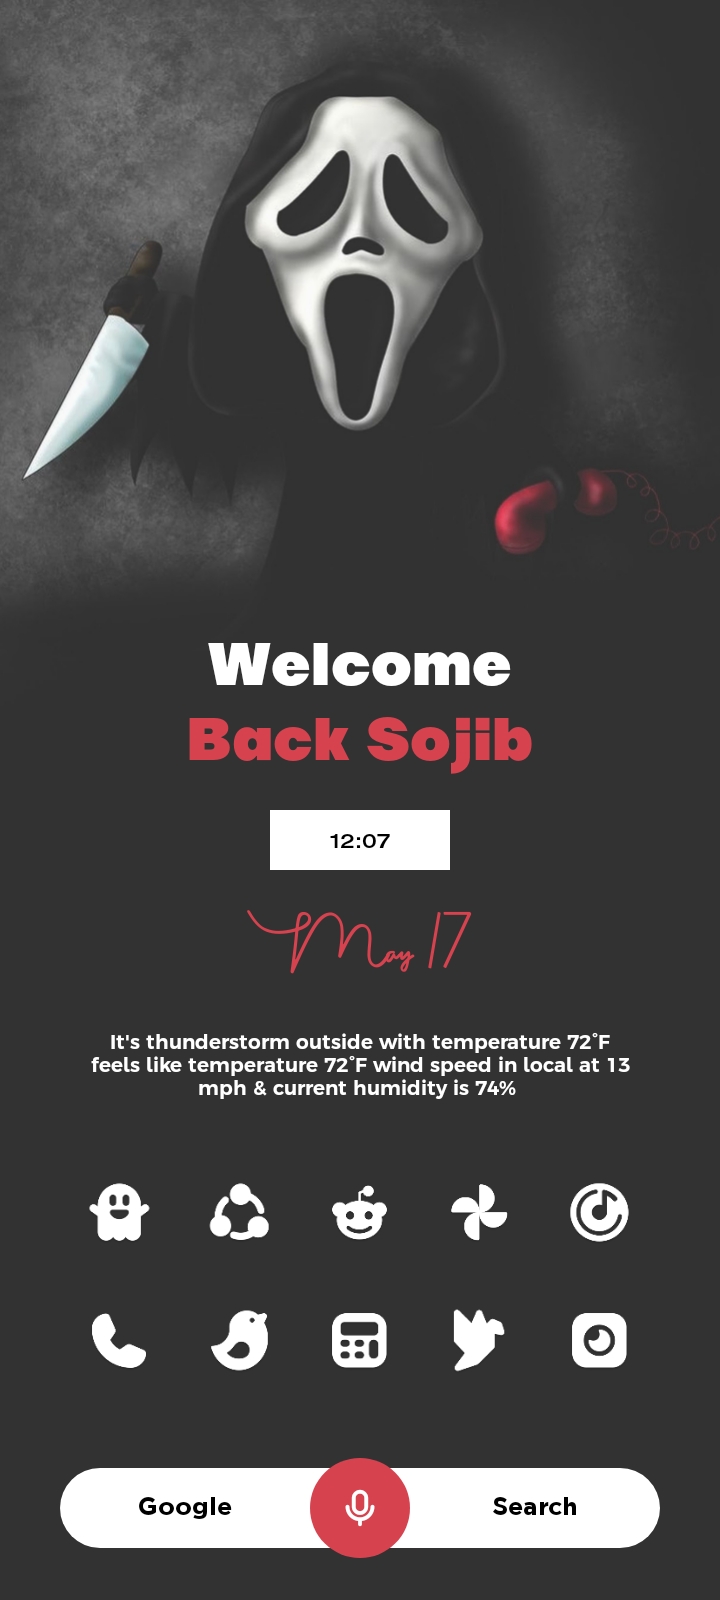 Welcome
Back Sojib
12:07
May 17
It's thunderstorm outside with temperature 72°F
feels like temperature 72°F wind speed in local at 13
mph & current humidity is 74%
Google Search